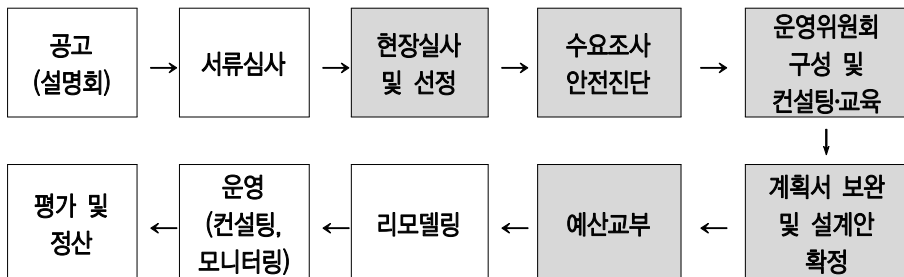 공고
(설명회)
→
서류심사
→
현장실사
및 선정
→
수요조사
안전진단
→
운영위원회
구성 및
컨설팅·교육
↓
계획서 보완
및 설계안
확정
←
예산교부
←
리모델링
←
운영
(컨설팅,
모니터링)
←
평가 및
정산